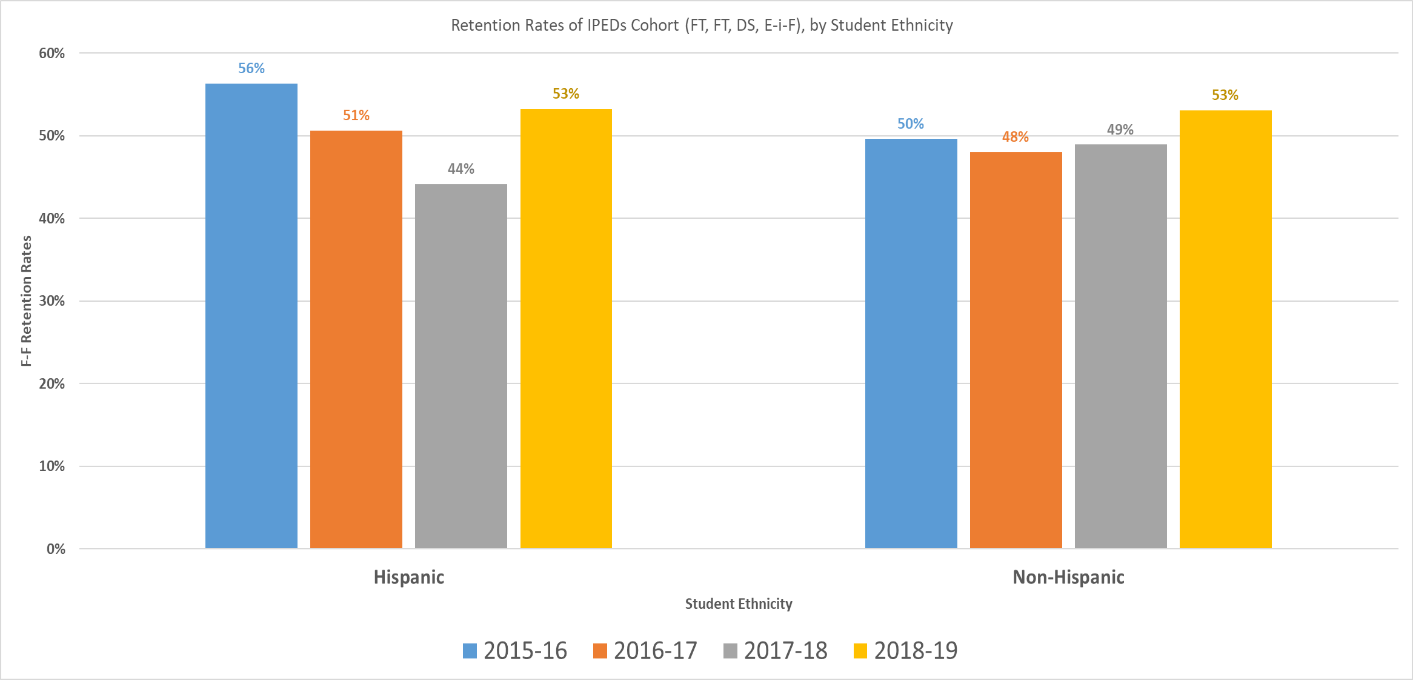 Retention Rates of IPEDs Cohort (FT, FT, DS, E-i-F), by Student Ethnicity
60%
50%
40%
30%
20%
10%
0%
F-F Retention Rates
56%
51%
44%
53%
50%
48%
49%
53%
Hispanic
Non-Hispanic
Student Ethnicity
2015-16 2016-17 2017-18 2018-19